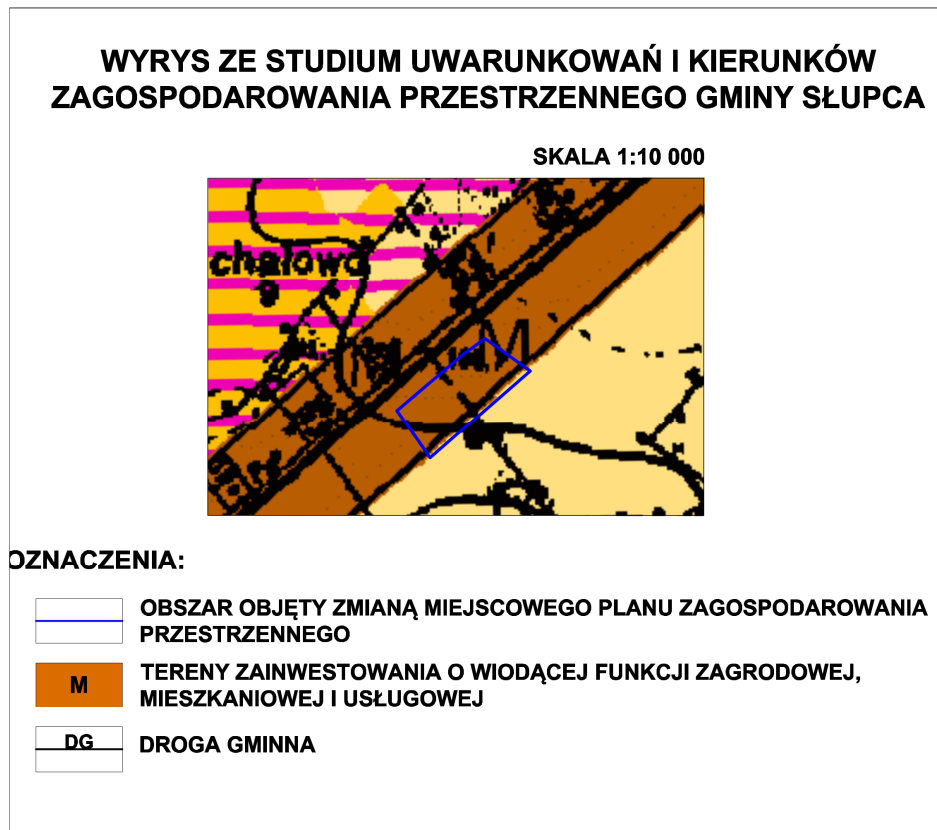 WYRYS ZE STUDIUM UWARUNKOWAŃ I KIERUNKÓW
ZAGOSPODAROWANIA PRZESTRZENNEGO GMINY SŁUPCA
SKALA 1:10 000
chałowo
M
OZNACZENIA:
OBSZAR OBJĘTY ZMIANĄ MIEJSCOWEGO PLANU ZAGOSPODAROWANIA
PRZESTRZENNEGO
M
TERENY ZAINWESTOWANIA O WIODĄCEJ FUNKCJI ZAGRODOWEJ,
MIESZKANIOWEJ I USŁUGOWEJ
DG
DROGA GMINNA